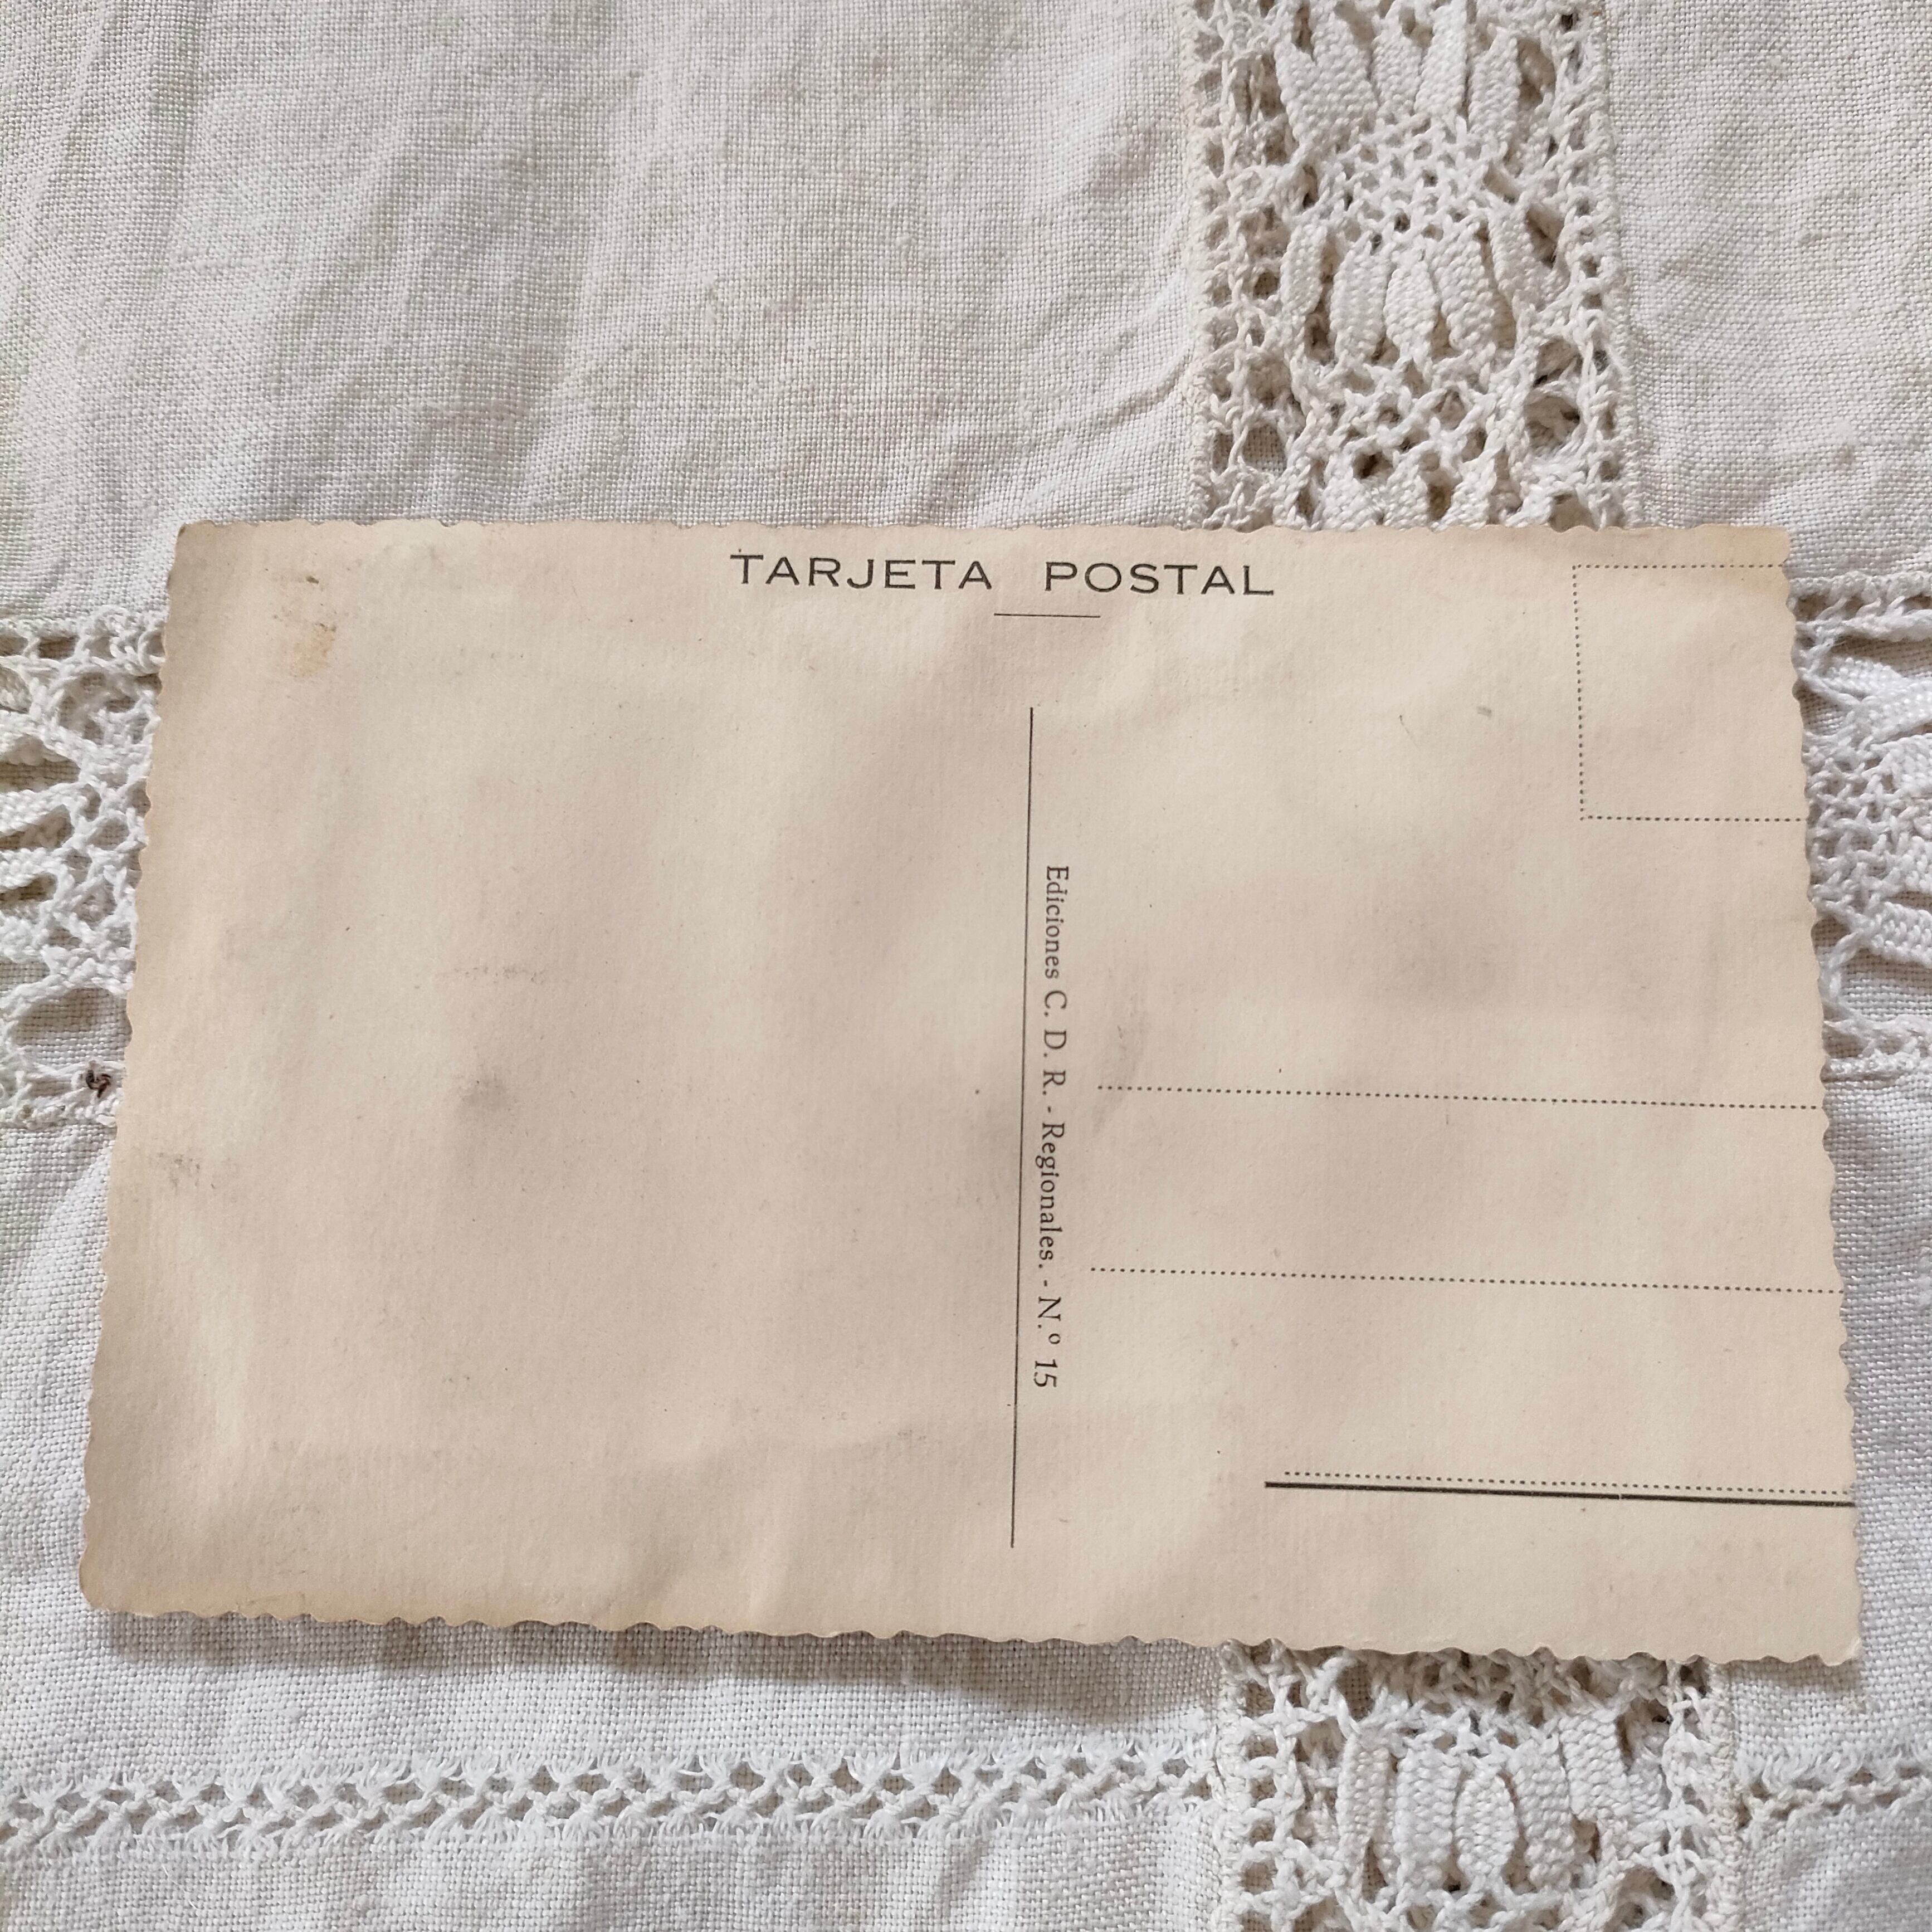 TARJETA POSTAL
Ediciones C. D. R. - Regionales. - N.º 15